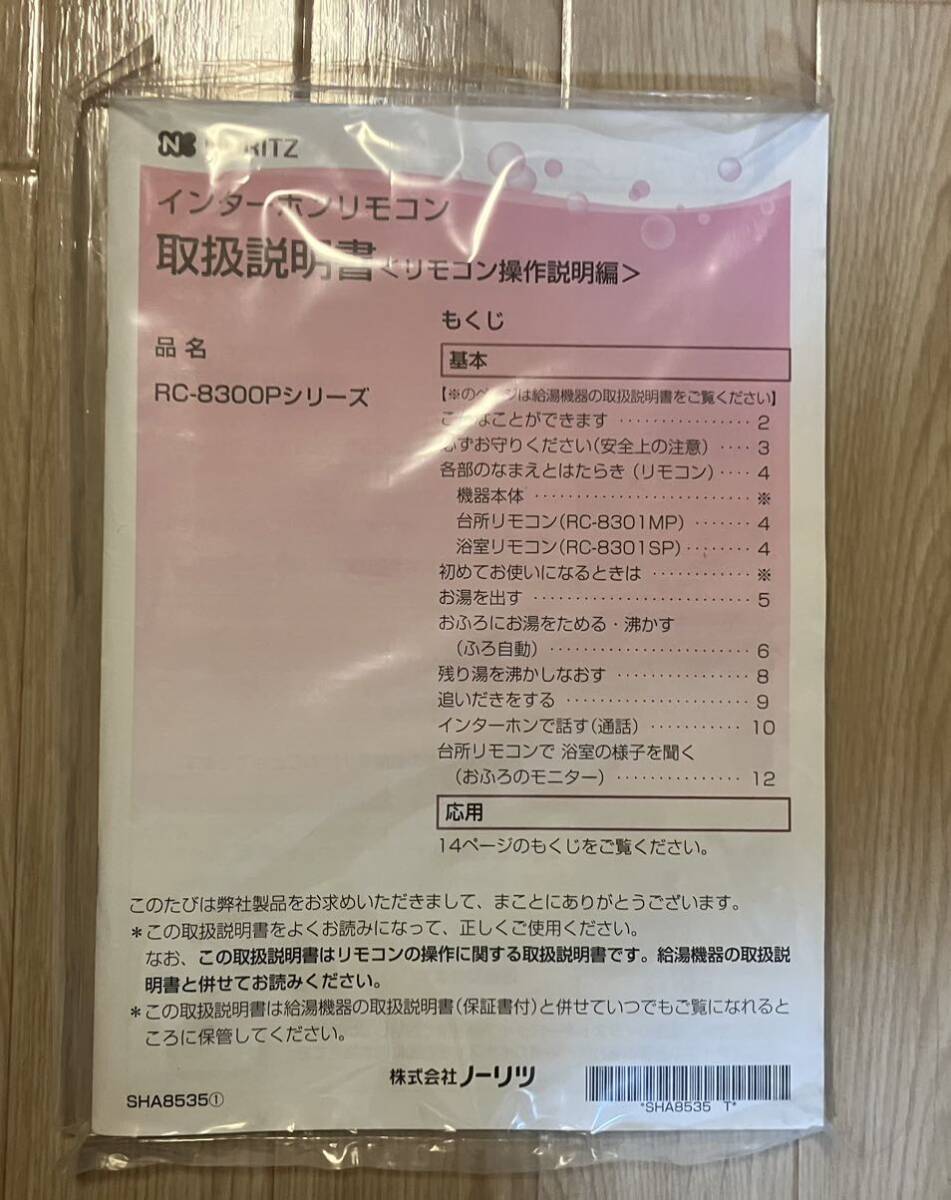 NORITZ
インターホンリモコン
取扱説明書<リモコン操作説明編>
品名
RC-8300Pシリーズ
もくじ
基本
【※のページは給湯機器の取扱説明書をご覧ください】
こんなことができます ················ 2
必ずお守りください(安全上の注意) ···· 3
各部のなまえとはたらき(リモコン)···· 4
機器本体 ·························· ※
台所リモコン(RC-8301MP) ······· 4
浴室リモコン(RC-8301SP)········ 4
初めてお使いになるときは ············ ※
お湯を出す ·························· 5
おふろにお湯をためる・沸かす
(ふろ自動) ························ 6
残り湯を沸かしなおす ················ 8
追いだきをする ······················ 9
インターホンで話す(通話) ··········· 10
台所リモコンで 浴室の様子を聞く
(おふろのモニター) ··············· 12
応用
14ページのもくじをご覧ください。
このたびは弊社製品をお求めいただきまして、まことにありがとうございます。
*この取扱説明書をよくお読みになって、正しくご使用ください。
なお、この取扱説明書はリモコンの操作に関する取扱説明書です。給湯機器の取扱説
明書と併せてお読みください。
*この取扱説明書は給湯機器の取扱説明書(保証書付)と併せていつでもご覧になれると
ころに保管してください。
株式会社ノーリツ
SHA8535①
*SHA8535 T*